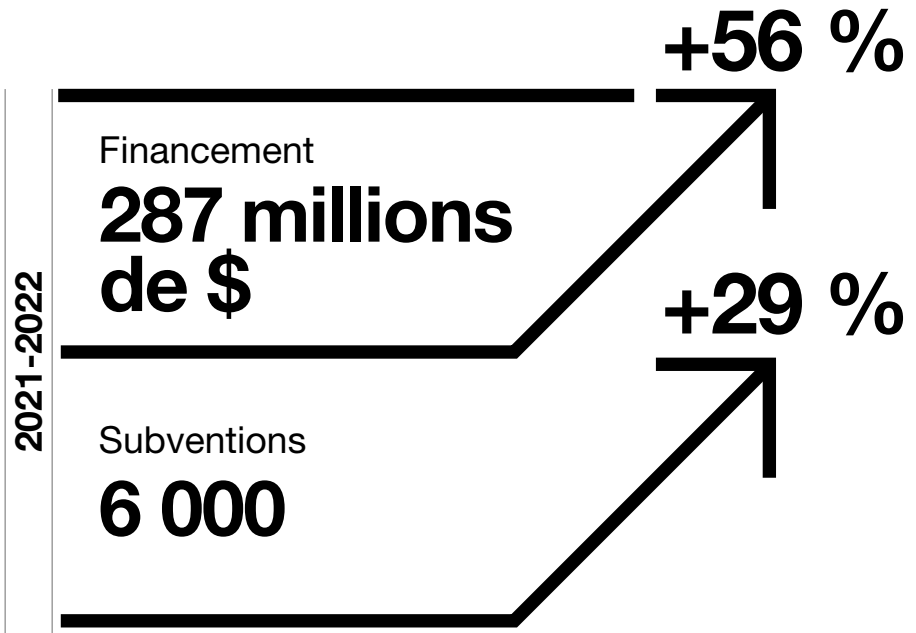 2021-2022
Financement
287 millions
de $
+56 %
Subventions
6 000
+29 %